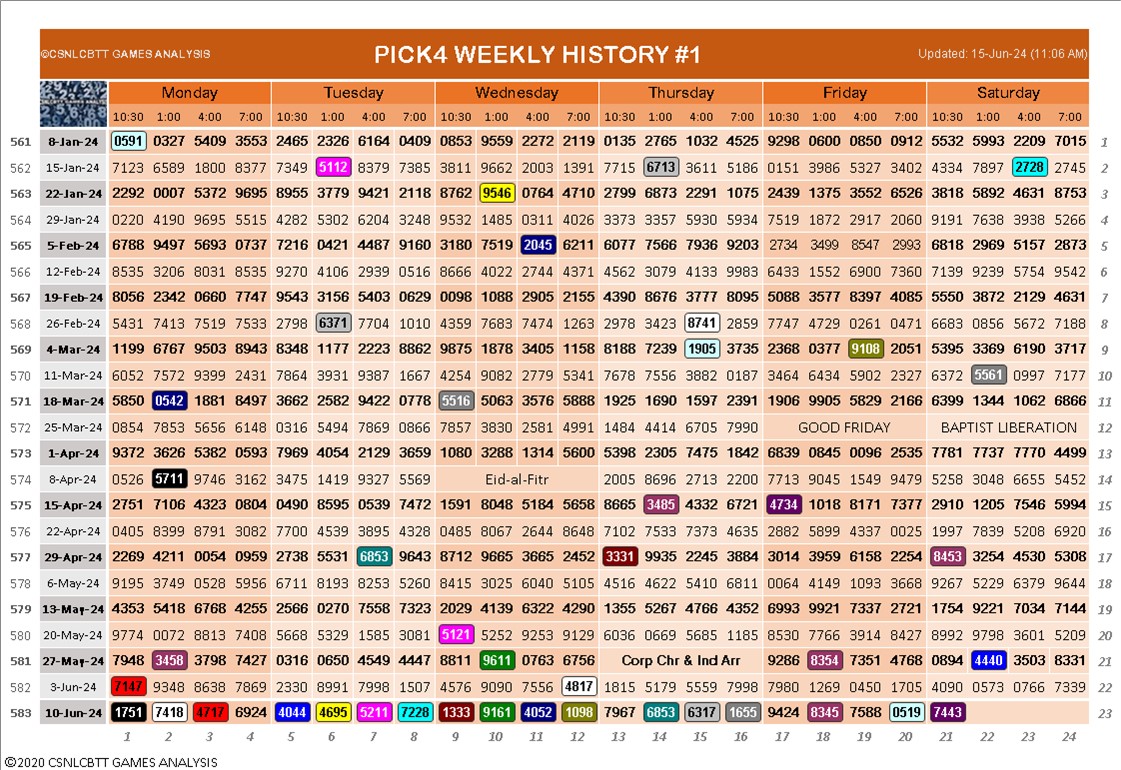 ©CSNLCBTT GAMES ANALYSIS PICK4 WEEKLY HISTORY #1 Updated: 15-Jun-24 (11:06 AM)
Monday Tuesday Wednesday Thursday Friday Saturday
10:30 1:00 4:00 7:00 10:30 1:00 4:00 7:00 10:30 1:00 4:00 7:00 10:30 1:00 4:00 7:00 10:30 1:00 4:00 7:00 10:30 1:00 4:00 7:00
561 8-Jan-24 0591 0327 5409 3553 2465 2326 6164 0409 0853 9559 2272 2119 0135 2765 1032 4525 9298 0600 0850 0912 5532 5993 2209 7015 1
562 15-Jan-24 7123 6589 1800 8377 7349 5112 8379 7385 3811 9662 2003 1391 7715 6713 3611 5186 0151 3986 5327 3402 4334 7897 2728 2745 2
563 22-Jan-24 2292 0007 5372 9695 8955 3779 9421 2118 8762 9546 0764 4710 2799 6873 2291 1075 2439 1375 3552 6526 3818 5892 4631 8753 3
564 29-Jan-24 0220 4190 9695 5515 4282 5302 6204 3248 9532 1485 0311 4026 3373 3357 5930 5934 7519 1872 2917 2060 9191 7638 3938 5266 4
565 5-Feb-24 6788 9497 5693 0737 7216 0421 4487 9160 3180 7519 2045 6211 6077 7566 7936 9203 2734 3499 8547 2993 6818 2969 5157 2873 5
566 12-Feb-24 8535 3206 8031 8535 9270 4106 2939 0516 8666 4022 2744 4371 4562 3079 4133 9983 6433 1552 6900 7360 7139 9239 5754 9542 6
567 19-Feb-24 8056 2342 0660 7747 9543 3156 5403 0629 0098 1088 2905 2155 4390 8676 3777 8095 5088 3577 8397 4085 5550 3872 2129 4631 7
568 26-Feb-24 5431 7413 7519 7533 2798 6371 7704 1010 4359 7683 7474 1263 2978 3423 8741 2859 7747 4729 0261 0471 6683 0856 5672 7188 8
569 4-Mar-24 1199 6767 9503 8943 8348 1177 2223 8862 9875 1878 3405 1158 8188 7239 1905 3735 2368 0377 9108 2051 5395 3369 6190 3717 9
570 11-Mar-24 6052 7572 9399 2431 7864 3931 9387 1667 4254 9082 2779 5341 7678 7556 3882 0187 3464 6434 5902 2327 6372 5561 0997 7177 10
571 18-Mar-24 5850 0542 1881 8497 3662 2582 9422 0778 5516 5063 3576 5888 1925 1690 1597 2391 1906 9905 5829 2166 6399 1344 1062 6866 11
572 25-Mar-24 0854 7853 5656 6148 0316 5494 7869 0866 7857 3830 2581 4991 1484 4414 6705 7990 GOOD FRIDAY BAPTIST LIBERATION 12
573 1-Apr-24 9372 3626 5382 0593 7969 4054 2129 3659 1080 3288 1314 5600 5398 2305 7475 1842 6839 0845 0096 2535 7781 7737 7770 4499 13
574 8-Apr-24 0526 5711 9746 3162 3475 1419 9327 5569 Eid-al-Fitr 2005 8696 2713 2200 7713 9045 1549 9479 5258 3048 6655 5452 14
575 15-Apr-24 2751 7106 4323 0804 0490 8595 0539 7472 1591 8048 5184 5658 8665 3485 4332 6721 4734 1018 8171 7377 2910 1205 7546 5994 15
576 22-Apr-24 0405 8399 8791 3082 7700 4539 3895 4328 0485 8067 2644 8648 7102 7533 7373 4635 2882 5899 4337 0025 1997 7839 5208 6920 16
577 29-Apr-24 2269 4211 0054 0959 2738 5531 6853 9643 8712 9665 3665 2452 3331 9935 2245 3884 3014 3959 6158 2254 8453 3254 4530 5308 17
578 6-May-24 9195 3749 0528 5956 6711 8193 8253 5260 8415 3025 6040 5105 4516 4622 5410 6811 0064 4149 1093 3668 9267 5229 6379 9644 18
579 13-May-24 4353 5418 6768 4255 2566 0270 7558 7323 2029 4139 6322 4290 1355 5267 4766 4352 6993 9921 7337 2721 1754 9221 7034 7144 19
580 20-May-24 9774 0072 8813 7408 5668 5329 1585 3081 5121 5252 9253 9129 6036 0669 5685 1185 8530 7766 3914 8427 8992 9798 3601 5209 20
581 27-May-24 7948 3458 3798 7427 0316 0650 4549 4447 8811 9611 0763 6756 Corp Chr & Ind Arr 9286 8354 7351 4768 0894 4440 3503 8331 21
582 3-Jun-24 7147 9348 8638 7869 2330 8991 7998 1507 4576 9090 7556 4817 1815 5179 5559 7998 7980 1269 0450 1705 4090 0573 0766 7339 22
583 10-Jun-24 1751 7418 4717 6924 4044 4695 5211 7228 1333 9161 4052 1098 7967 6853 6317 1655 9424 8345 7588 0519 7443 23
1 2 3 4 5 6 7 8 9 10 11 12 13 14 15 16 17 18 19 20 21 22 23 24
©2020 CSNLCBTT GAMES ANALYSIS